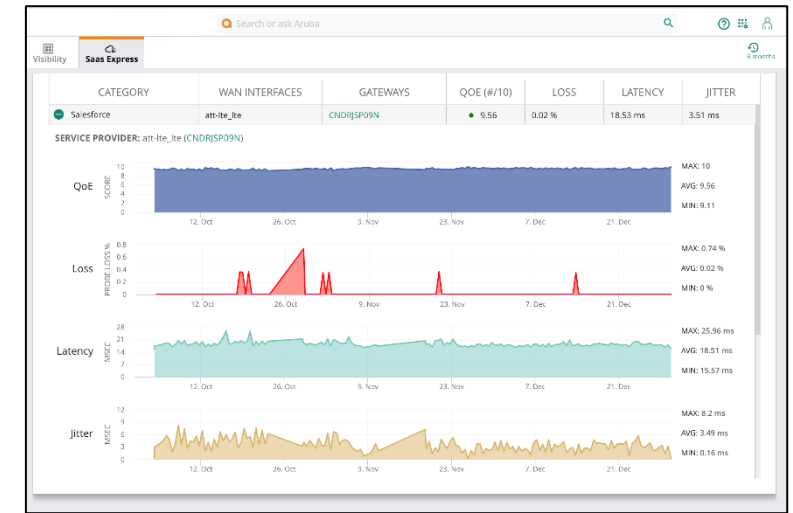 Search or ask Aruba
Visibility
Saas Express
3 months
CATEGORY WAN INTERFACES GATEWAYS QOE (#/10) LOSS LATENCY JITTER
Salesforce att-lte_lte CNDRJSP09N 9.56 0.02 % 18.53 ms 3.51 ms
SERVICE PROVIDER: att-lte_lte (CNDRJSP09N)
QoE
SCORE
10
8
6
4
2
0
12. Oct 26. Oct 9. Nov 23. Nov 7. Dec 21. Dec
MAX: 10
AVG: 9.56
MIN: 9.11
Loss
PROBE LOSS %
0.8
0.6
0.4
0.2
0
12. Oct 26. Oct 9. Nov 23. Nov 7. Dec 21. Dec
MAX: 0.74 %
AVG: 0.02 %
MIN: 0 %
Latency
MSEC
28
21
14
7
0
12. Oct 26. Oct 9. Nov 23. Nov 7. Dec 21. Dec
MAX: 25.96 ms
AVG: 18.51 ms
MIN: 15.57 ms
Jitter
MSEC
12
9
6
3
0
12. Oct 26. Oct 9. Nov 23. Nov 7. Dec 21. Dec
MAX: 8.2 ms
AVG: 3.49 ms
MIN: 0.16 ms